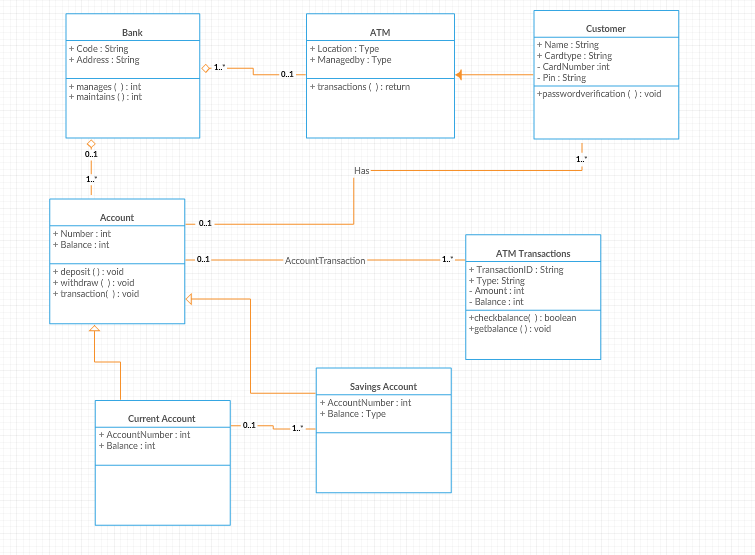 Bank
+ Code : String
+ Address : String
+ manages ( ) : int
+ maintains ( ) : int
1..*
0..1
ATM
+ Location : Type
+ Managedby : Type
+ transactions ( ) : return
Customer
+ Name : String
+ Cardtype : String
- CardNumber :int
- Pin : String
+passwordverification ( ) : void
0..1
1..*
1..*
Has
Account
+ Number : int
+ Balance : int
+ deposit ( ) : void
+ withdraw ( ) : void
+ transaction( ) : void
0..1
0..1
AccountTransaction
1..*
ATM Transactions
+ TransactionID : String
+ Type: String
- Amount : int
- Balance : int
+checkbalance( ) : boolean
+getbalance ( ) : void
Savings Account
+ AccountNumber : int
+ Balance : Type
Current Account
+ AccountNumber : int
+ Balance : int
0..1
1..*